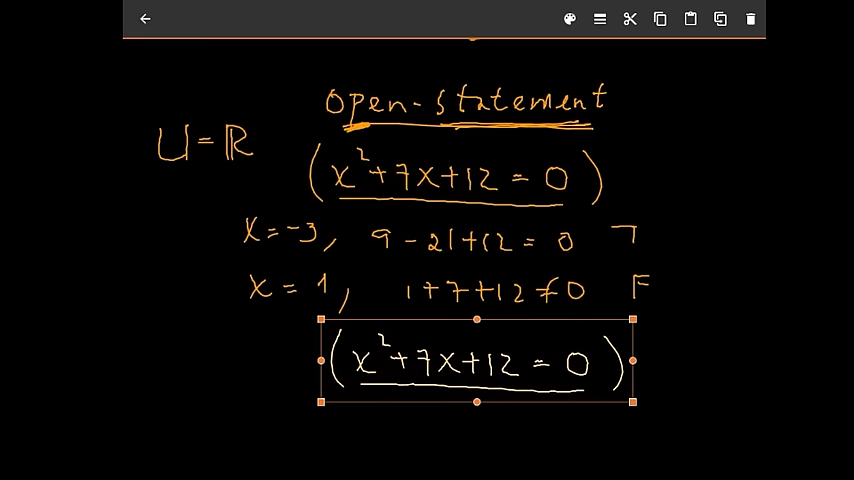 Open-statement
U=ℝ
(x²+7x+12=0)
x=-3, 9-21+12=0 T
x=1, 1+7+12≠0 F
(x²+7x+12=0)